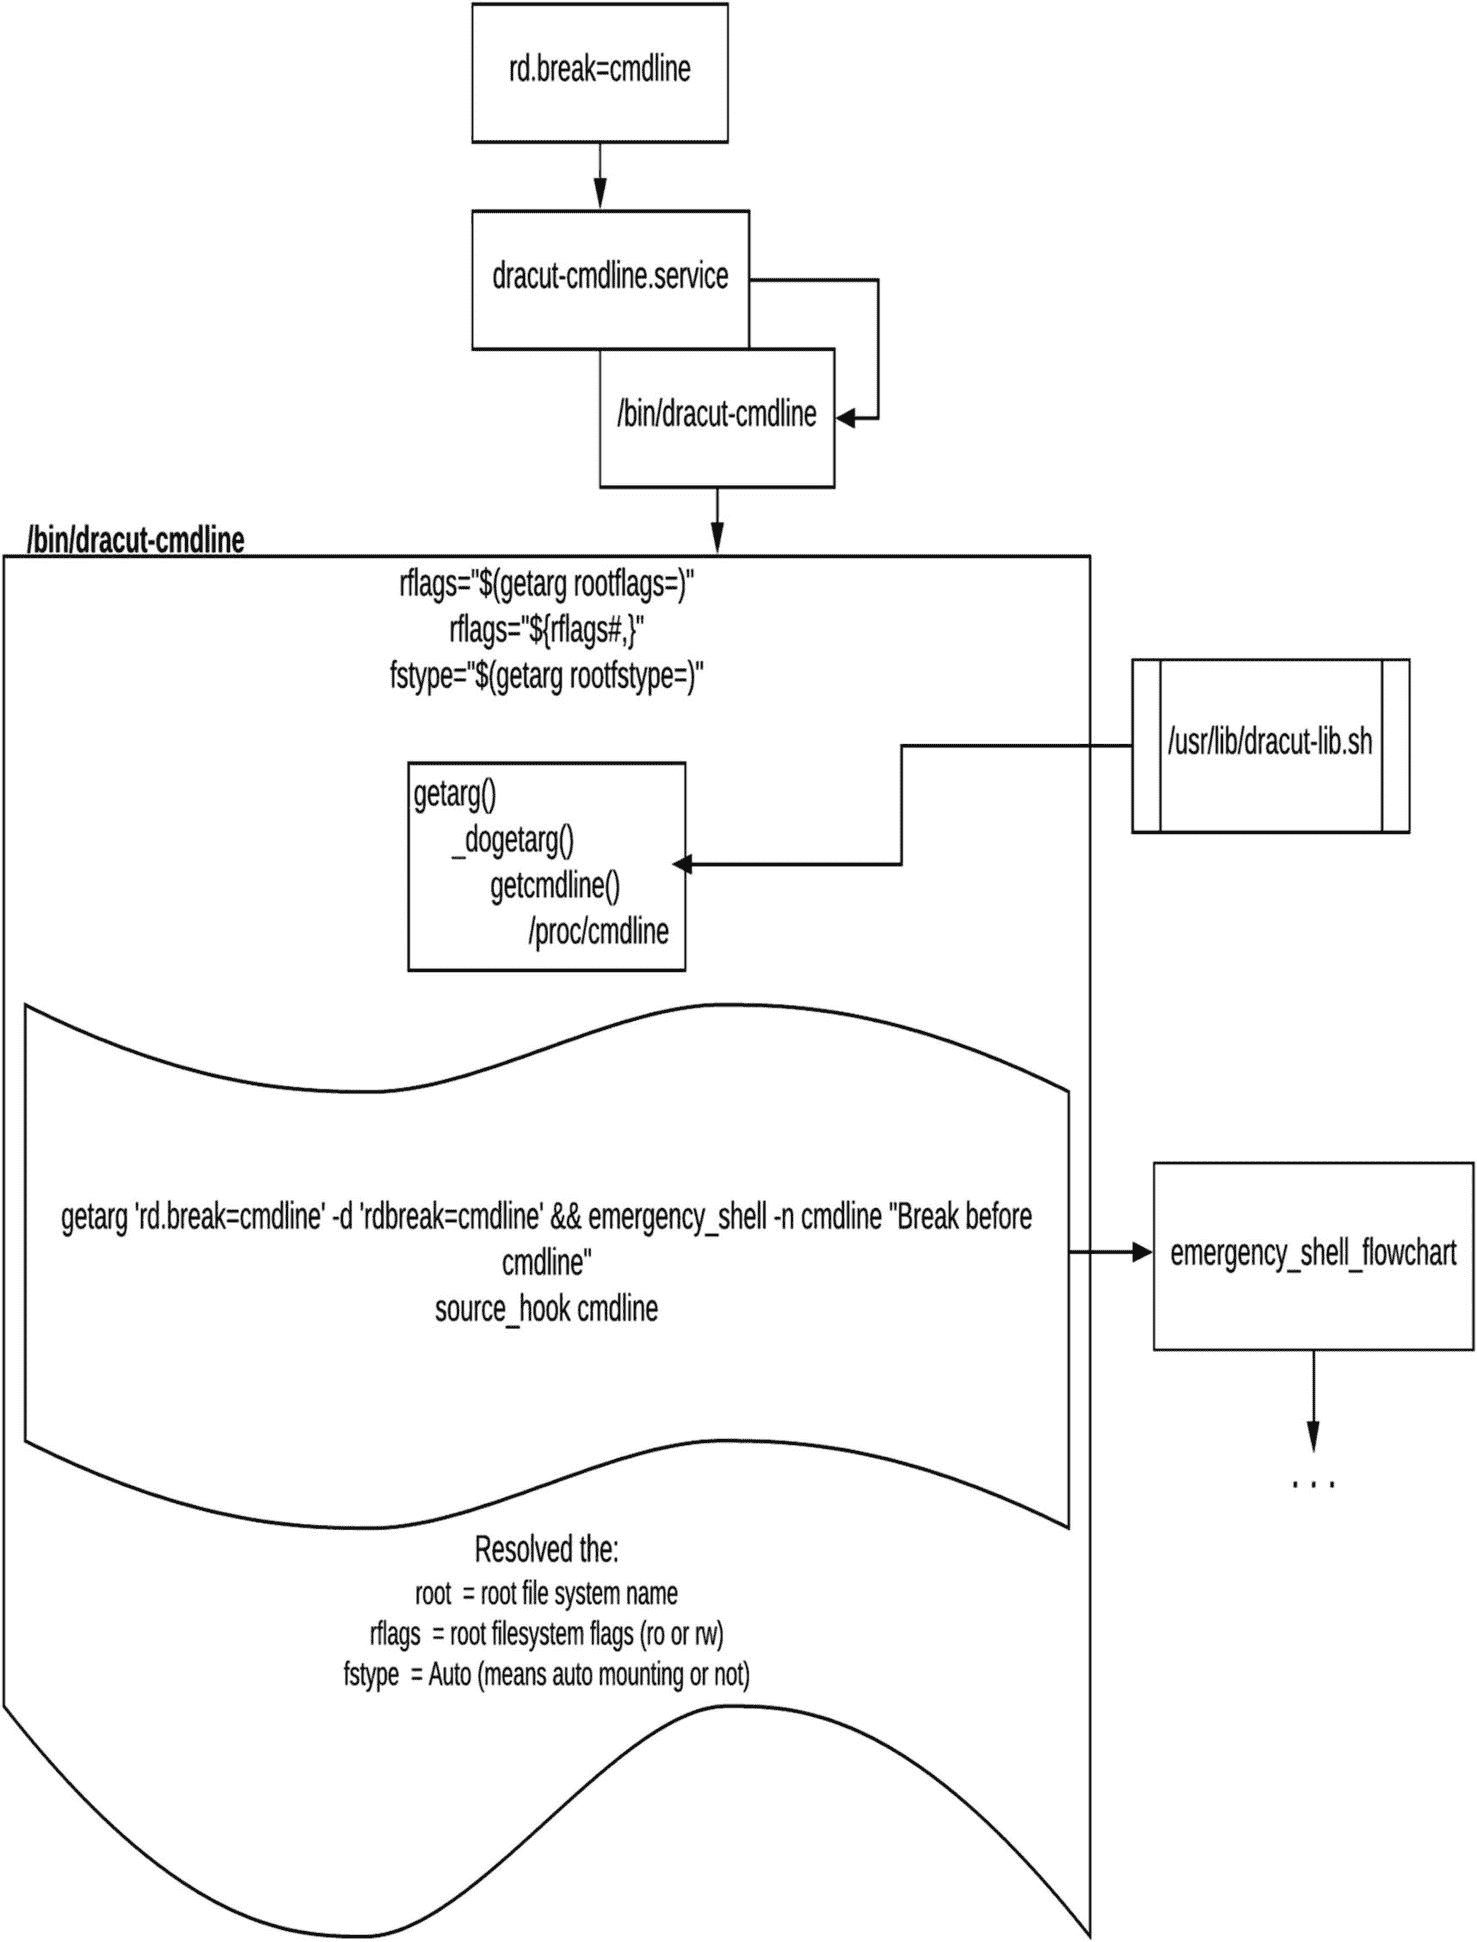 rd.break=cmdline
dracut-cmdline.service
/bin/dracut-cmdline
/bin/dracut-cmdline
rflags="$(getarg rootflags=)"
rflags="${rflags#,}"
fstype="$(getarg rootfstype=)"
/usr/lib/dracut-lib.sh
getarg()
_dogetarg()
getcmdline()
/proc/cmdline
getarg 'rd.break=cmdline' -d 'rdbreak=cmdline' && emergency_shell -n cmdline "Break before
cmdline"
source_hook cmdline
emergency_shell_flowchart
. . .
Resolved the:
root  = root file system name
rflags  = root filesystem flags (ro or rw)
fstype  = Auto (means auto mounting or not)